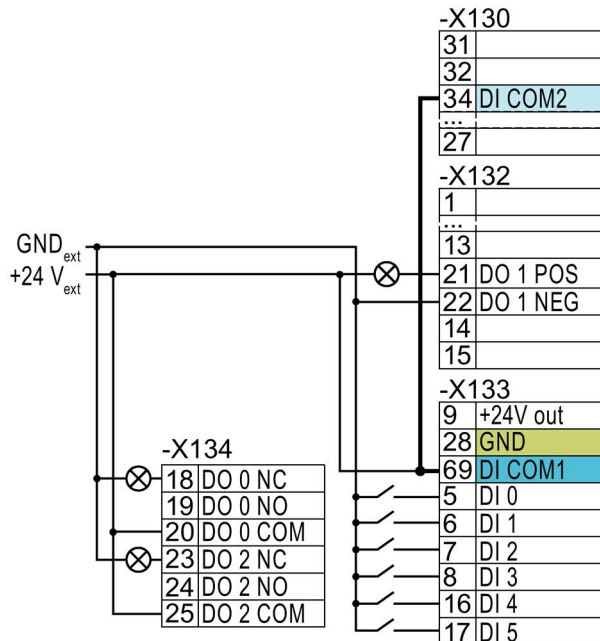 -X130
31
32
34 DI COM2
...
27
-X132
1
...
13
GND ext
+24 V ext
21 DO 1 POS
22 DO 1 NEG
14
15
-X133
9 +24V out
28 GND
69 DI COM1
5 DI 0
6 DI 1
7 DI 2
8 DI 3
16 DI 4
17 DI 5
-X134
18 DO 0 NC
19 DO 0 NO
20 DO 0 COM
23 DO 2 NC
24 DO 2 NO
25 DO 2 COM